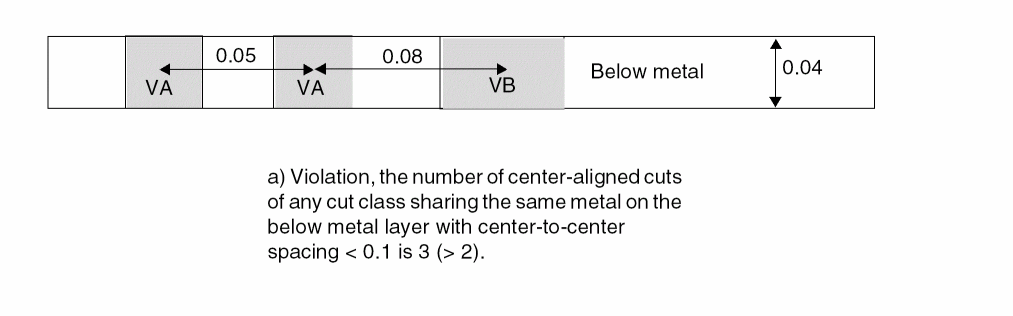 0.05
0.08
VA
VA
VB
Below metal
0.04
a) Violation, the number of center-aligned cuts
of any cut class sharing the same metal on the
below metal layer with center-to-center
spacing < 0.1 is 3 (> 2).